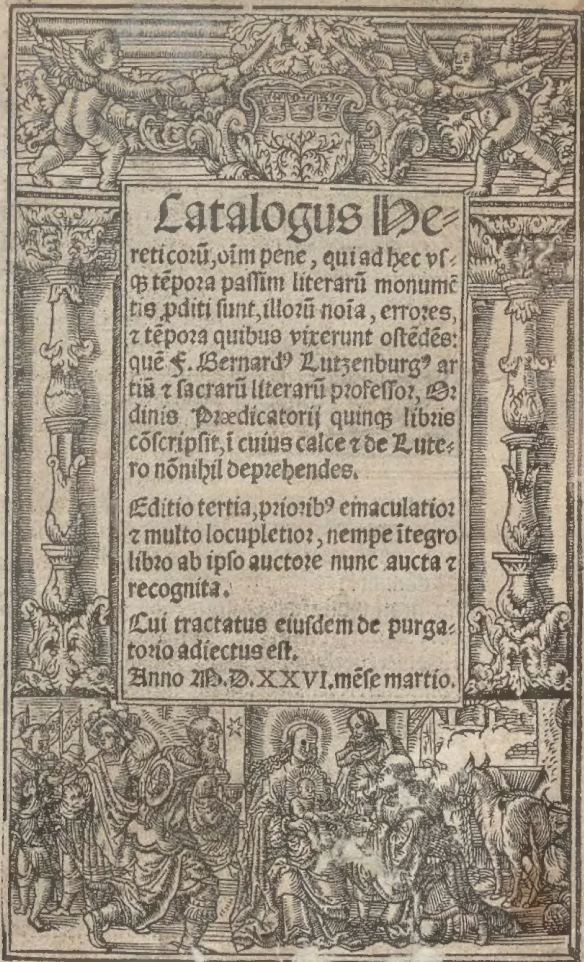 Catalogus He⸗
reticorū, oīm pene, qui ad hec vſ⸗
qꝫ tēpora paſſim literarū monumē
tis ꝓditi ſunt, illorū noīa, errores,
ꞇ tēpora quibus vixerunt oſtēdēs:
quē F. Bernardꝰ Lutzenburgꝰ ar
tiū ꞇ ſacrarū literarū profeſſor, Or
dinis Prædicatorij quinqꝫ libris
cōſcripſit, ī cuius calce ꞇ de Lute⸗
ro nōnihil deprehendes.
Editio tertia, prioribꝰ emaculatior
ꞇ multo locupletior, nempe ītegro
libro ab ipſo auctore nunc aucta ꞇ
recognita.
Cui tractatus eiuſdem de purga⸗
torio adiectus eſt.
Anno M.D.XXVI. mēſe martio.